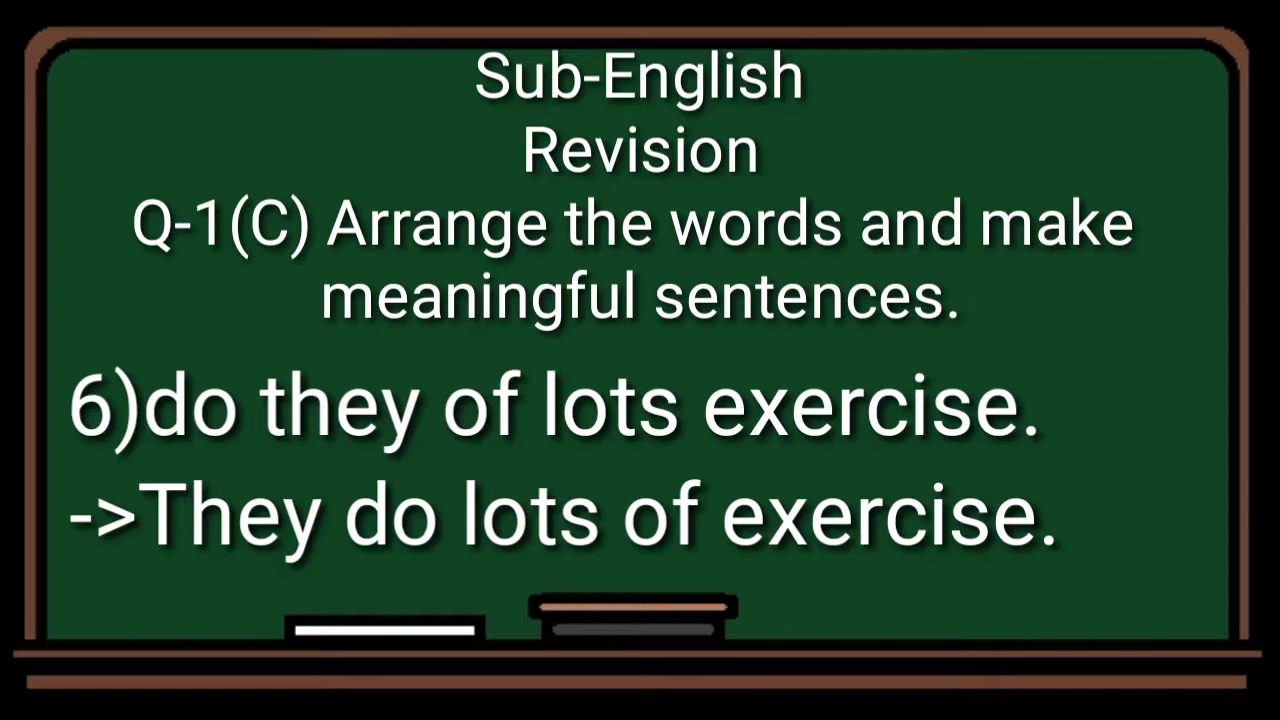 Sub-English
Revision
Q-1(C) Arrange the words and make
meaningful sentences.
6)do they of lots exercise.
->They do lots of exercise.